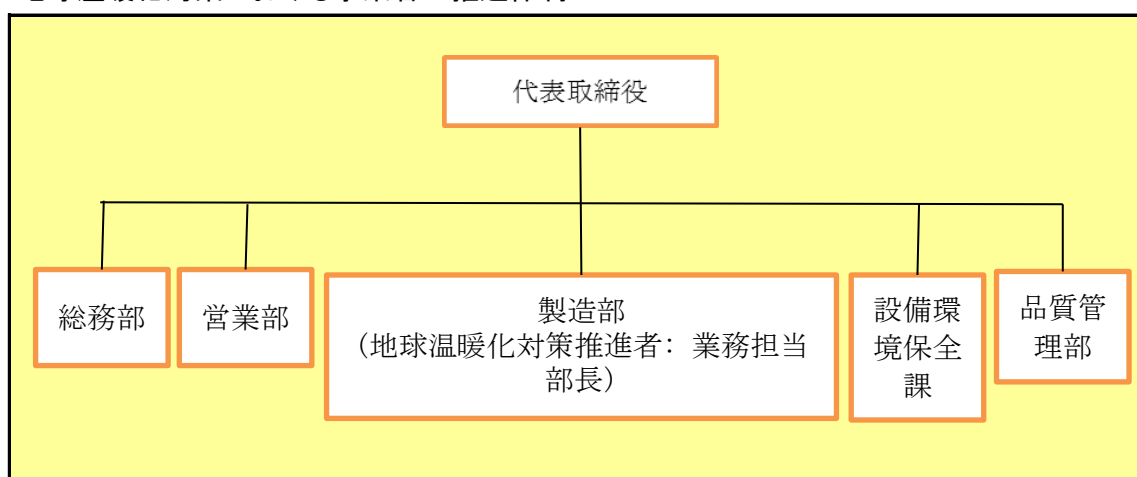 代表取締役
総務部
営業部
製造部
（地球温暖化対策推進者：業務担当
部長）
設備環
境保全
課
品質管
理部